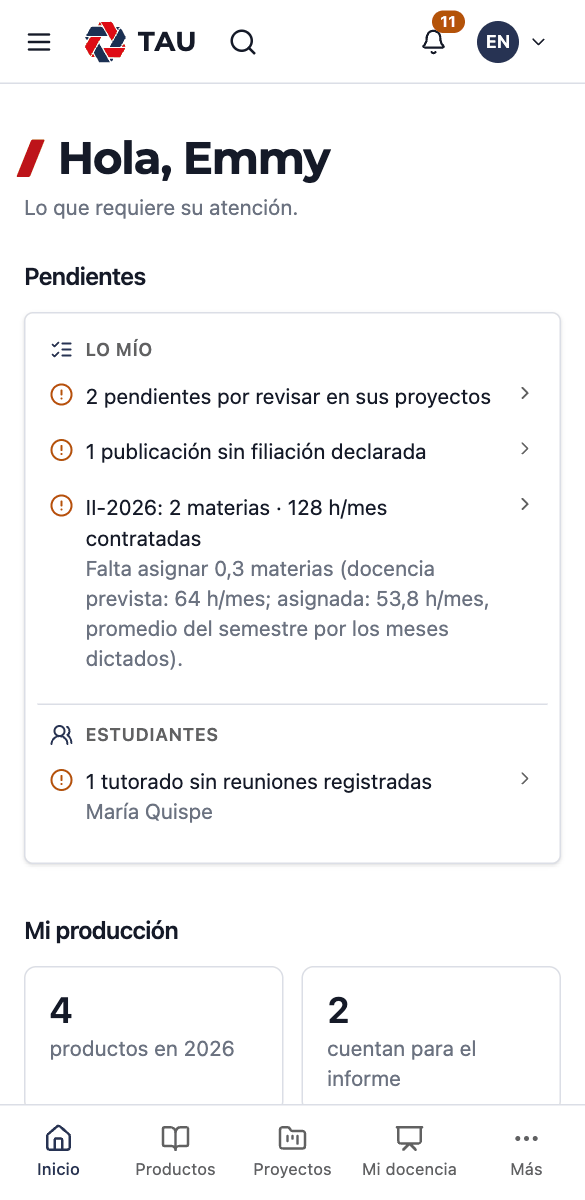 TAU
11
EN
Hola, Emmy
Lo que requiere su atención.
Pendientes
LO MÍO
2 pendientes por revisar en sus proyectos
1 publicación sin filiación declarada
II-2026: 2 materias · 128 h/mes
contratadas
Falta asignar 0,3 materias (docencia
prevista: 64 h/mes; asignada: 53,8 h/mes,
promedio del semestre por los meses
dictados).
ESTUDIANTES
1 tutorado sin reuniones registradas
María Quispe
Mi producción
4
productos en 2026
2
cuentan para el
informe
Inicio
Productos
Proyectos
Mi docencia
Más